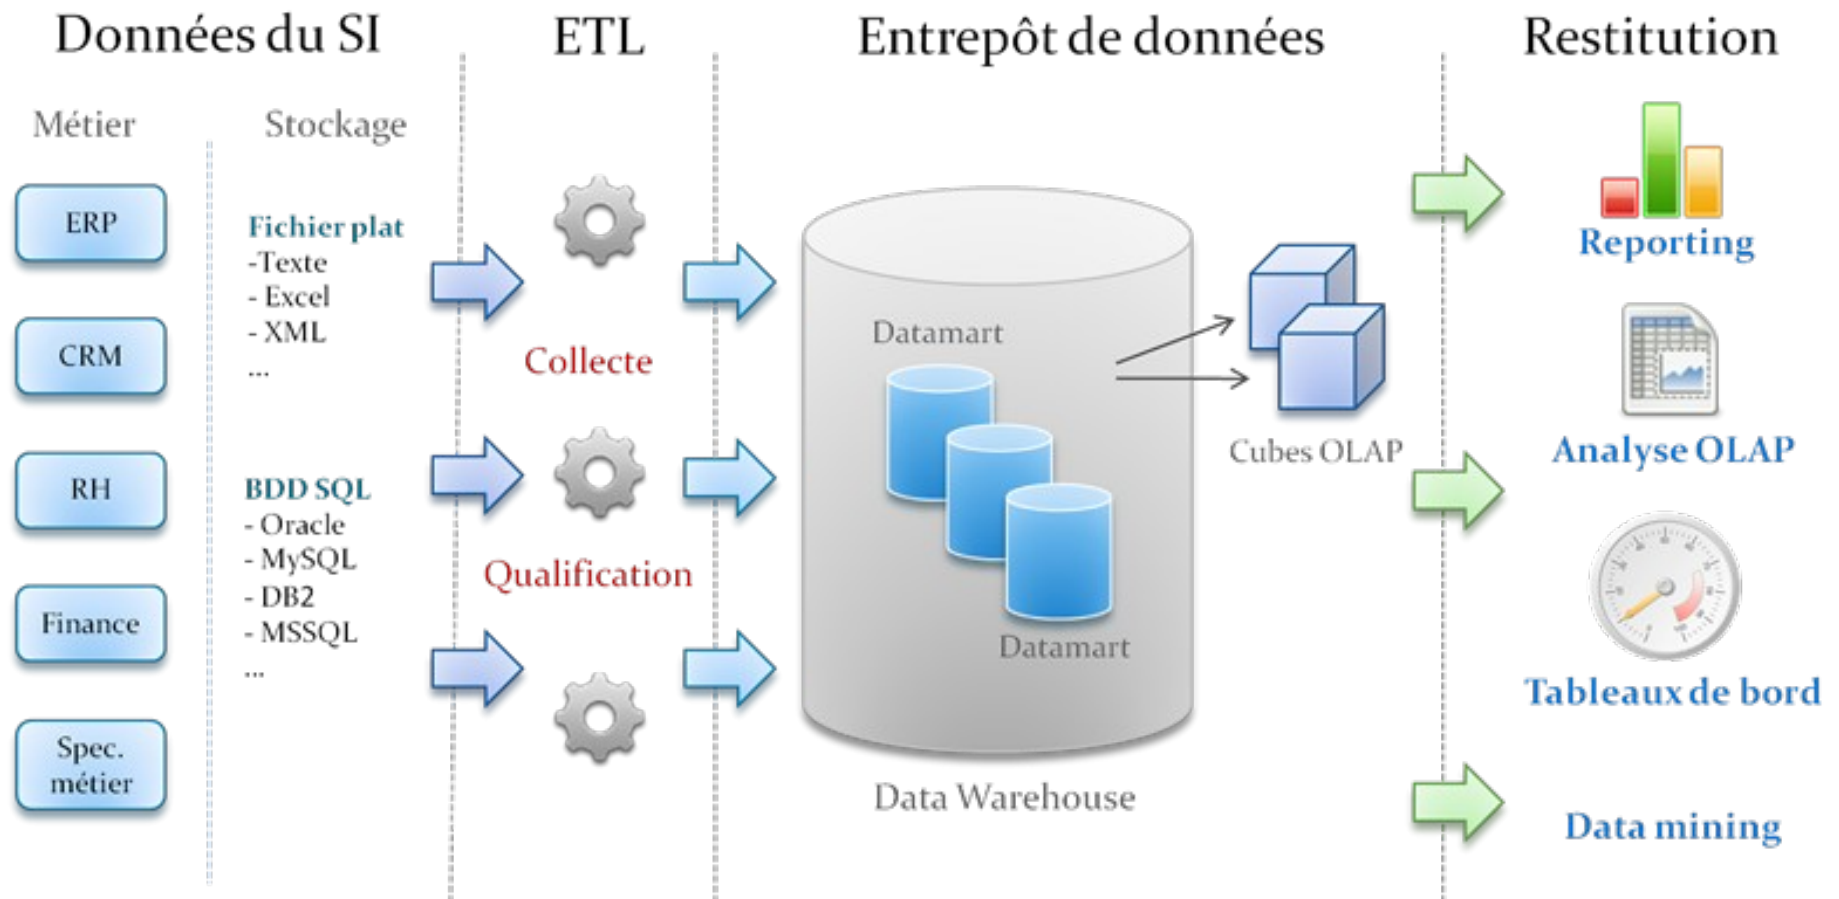 Données du SI
ETL
Entrepôt de données
Restitution
Métier
Stockage
ERP
CRM
RH
Finance
Spec.
métier
Fichier plat
-Texte
- Excel
- XML
...
BDD SQL
- Oracle
- MySQL
- DB2
- MSSQL
...
Collecte
Qualification
Datamart
Datamart
Data Warehouse
Cubes OLAP
Reporting
Analyse OLAP
Tableaux de bord
Data mining